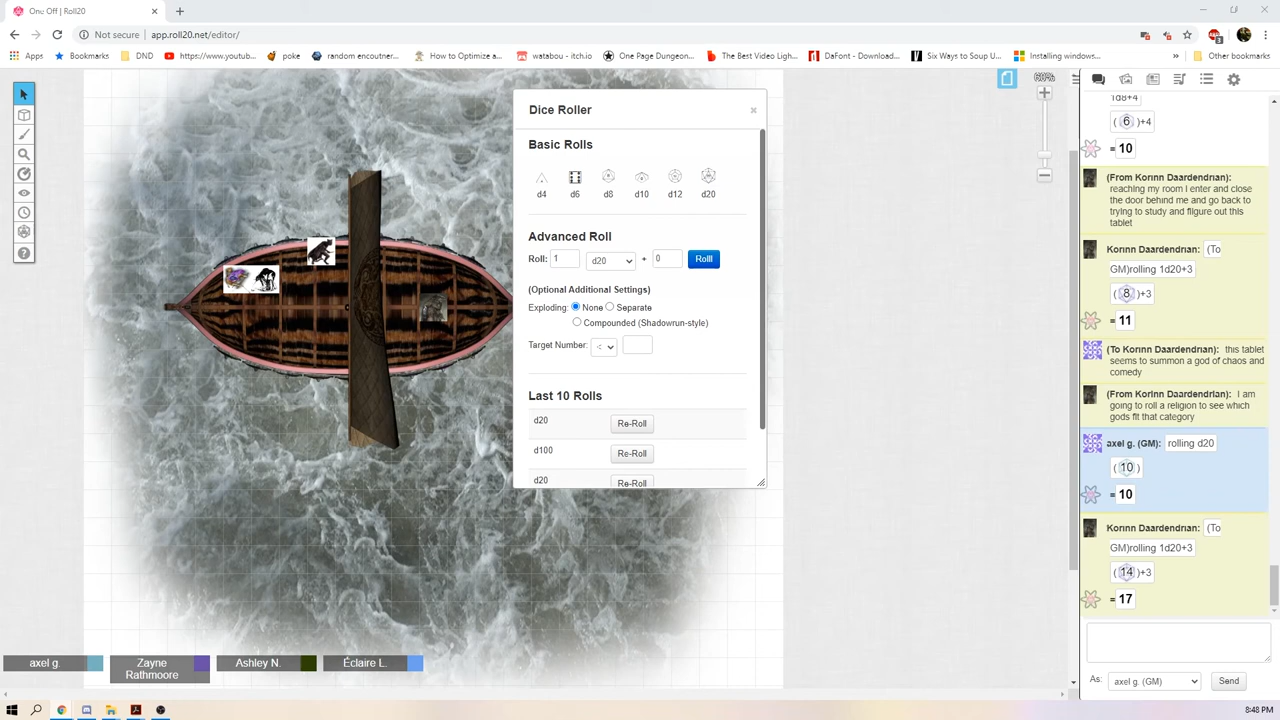 One Off | Roll20
Not secure | app.roll20.net/editor/
Apps Bookmarks DND https://www.youtub... poke random encoutner... How to Optimize a... watabou - itch.io One Page Dungeon... The Best Video Ligh... DaFont - Downloada... Six Ways to Soup U... Installing windows... » Other bookmarks
60%
Dice Roller ×
Basic Rolls
d4 d6 d8 d10 d12 d20
Advanced Roll
Roll: 1 d20 + 0 Roll!
(Optional Additional Settings)
Exploding: None Separate
Compounded (Shadowrun-style)
Target Number: <
Last 10 Rolls
d20 Re-Roll
d100 Re-Roll
d20 Re-Roll
1d8+4
(6)+4
= 10
(From Korinn Daardendrian):
reaching my room I enter and close
the door behind me and go back to
trying to study and filgure out this
tablet
Korinn Daardendrian: (To
GM)rolling 1d20+3
(8)+3
= 11
(To Korinn Daardendrian): this tablet
seems to summon a god of chaos and
comedy
(From Korinn Daardendrian): I am
going to roll a religion to see which
gods fit that category
axel g. (GM): rolling d20
(10)
= 10
Korinn Daardendrian: (To
GM)rolling 1d20+3
(14)+3
= 17
As: axel g. (GM) Send
axel g.
Zayne
Rathmoore
Ashley N.
Éclaire L.
8:48 PM